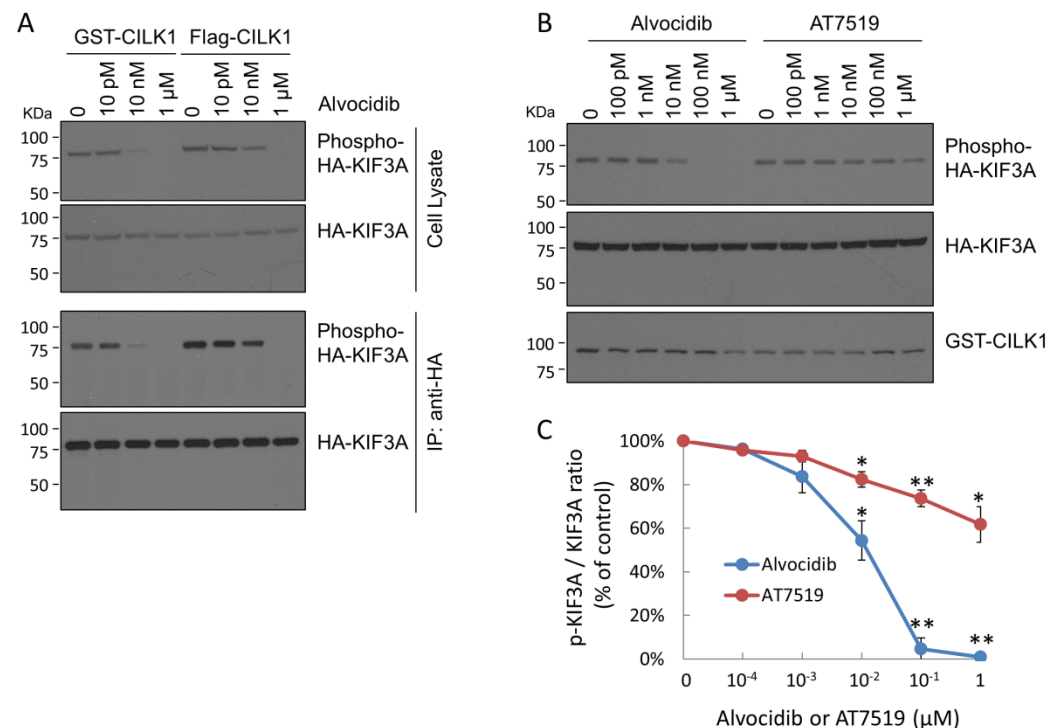 A
GST-CILK1 Flag-CILK1
0 10 pM 10 nM 1 µM 0 10 pM 10 nM 1 µM Alvocidib
KDa
100
75
50
Phospho-
HA-KIF3A
100
75
50
HA-KIF3A
Cell Lysate
100
75
50
Phospho-
HA-KIF3A
100
75
50
HA-KIF3A
IP: anti-HA
B
Alvocidib AT7519
0 100 pM 1 nM 10 nM 100 nM 1 µM 0 100 pM 1 nM 10 nM 100 nM 1 µM
KDa
100
75
50
Phospho-
HA-KIF3A
100
75
50
HA-KIF3A
100
75
GST-CILK1
C
p-KIF3A / KIF3A ratio
(% of control)
100%
80%
60%
40%
20%
0%
* ** *
* ** **
Alvocidib
AT7519
0 10⁻⁴ 10⁻³ 10⁻² 10⁻¹ 1
Alvocidib or AT7519 (µM)